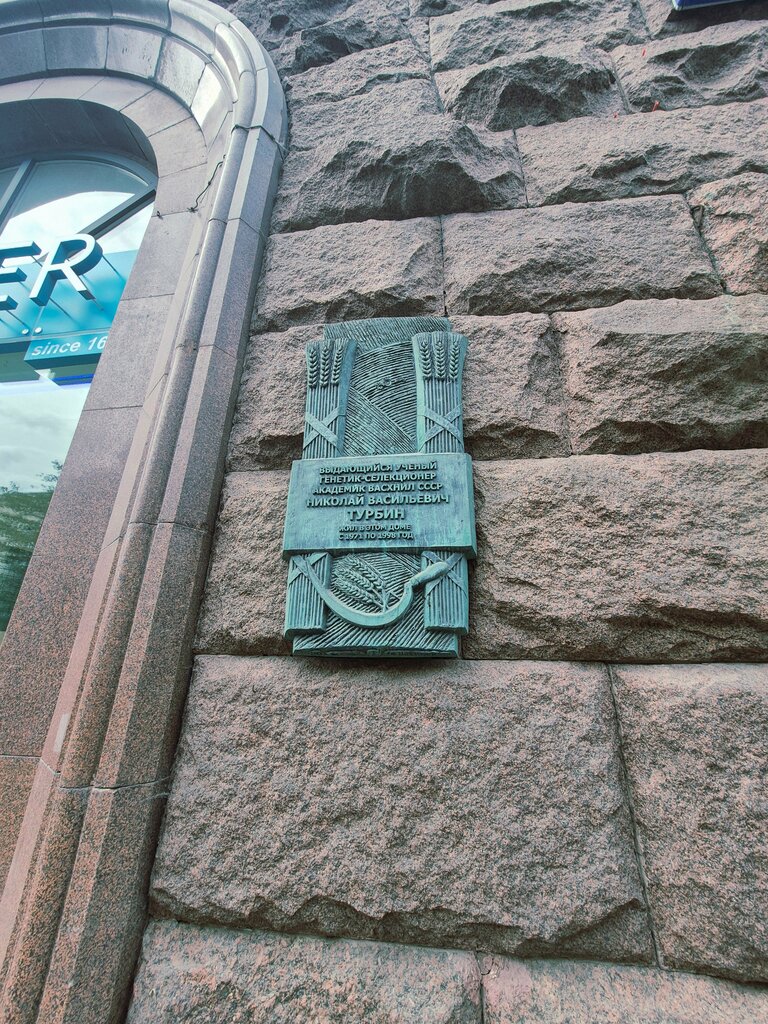 ER
since 16
ВЫДАЮЩИЙСЯ УЧЕНЫЙ
ГЕНЕТИК-СЕЛЕКЦИОНЕР
АКАДЕМИК ВАСХНИЛ СССР
НИКОЛАЙ ВАСИЛЬЕВИЧ
ТУРБИН
ЖИЛ В ЭТОМ ДОМЕ
С 1971 ПО 1998 ГОД